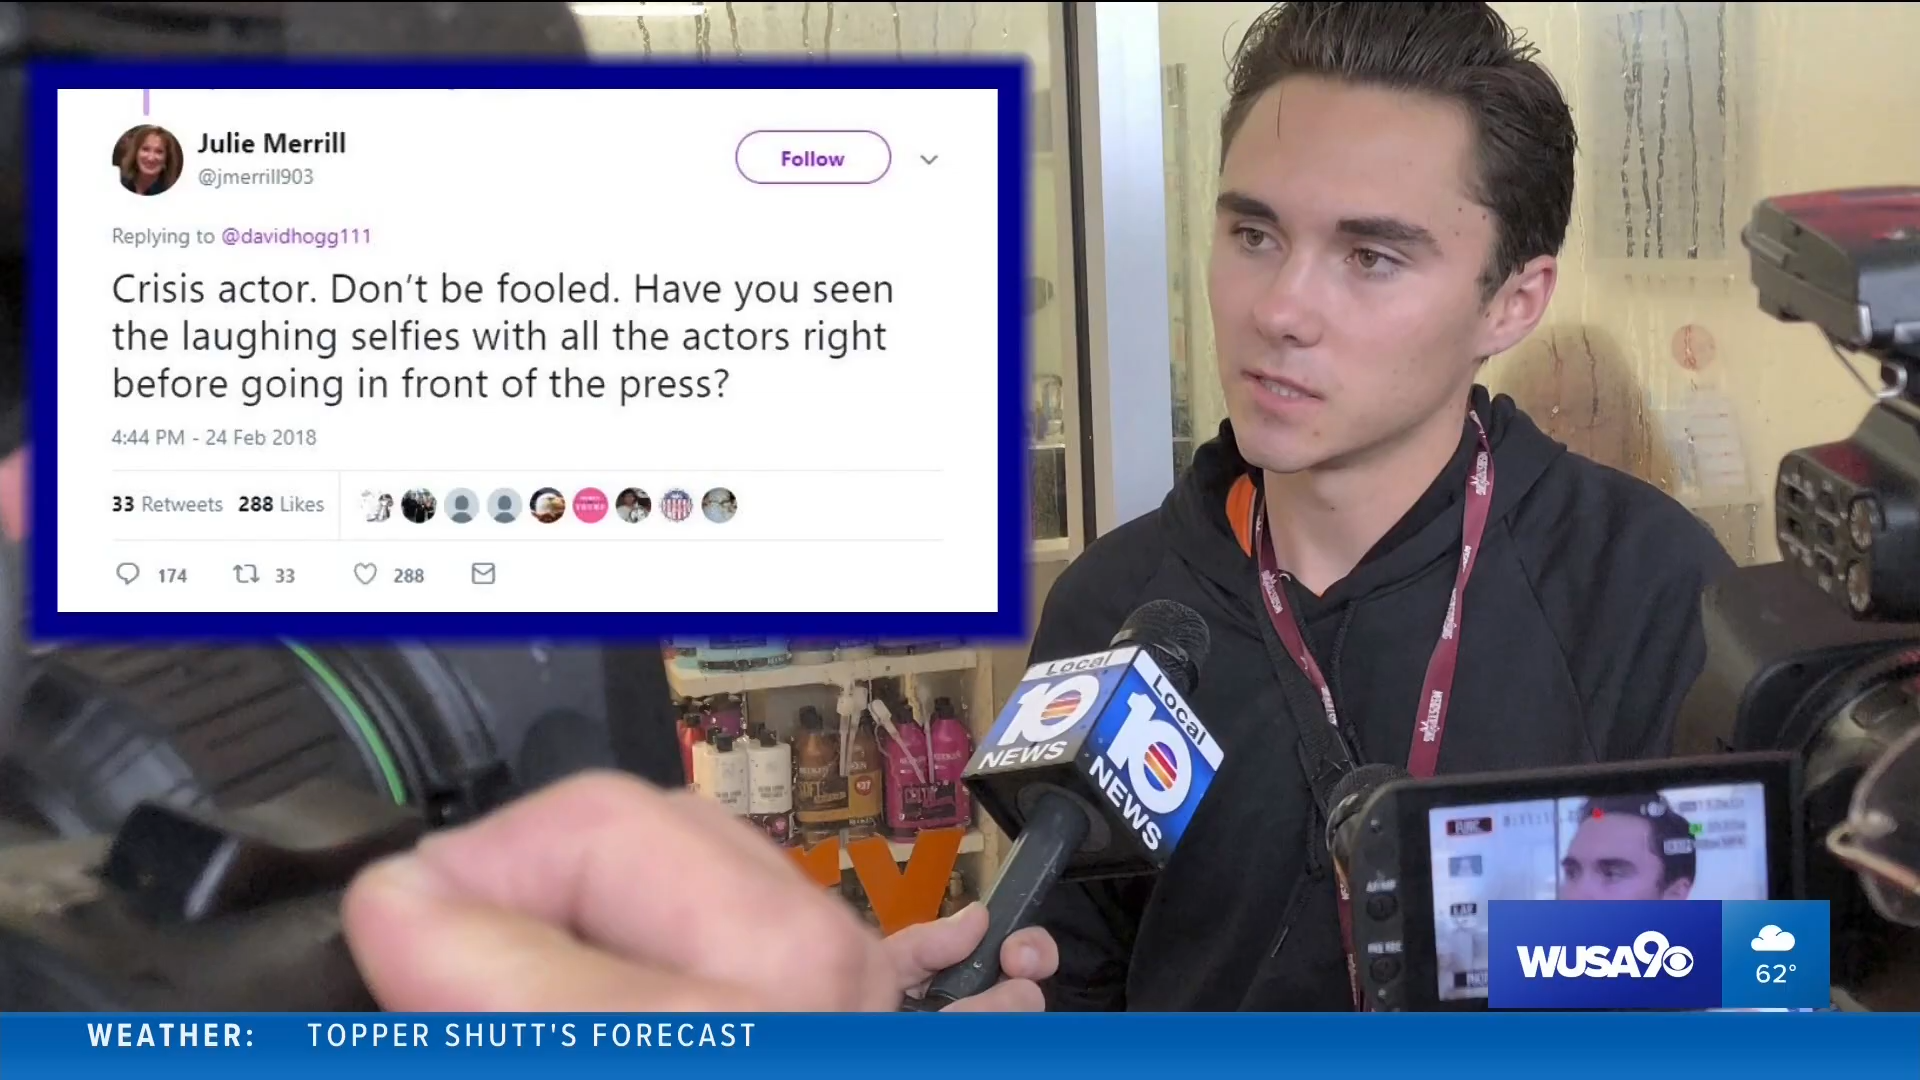 Julie Merrill
@jmerrill903
Follow
Replying to @davidhogg111
Crisis actor. Don't be fooled. Have you seen
the laughing selfies with all the actors right
before going in front of the press?
4:44 PM - 24 Feb 2018
33 Retweets 288 Likes
174 33 288
Local
10
NEWS
Local
10
NEWS
WUSA9
62°
WEATHER: TOPPER SHUTT'S FORECAST